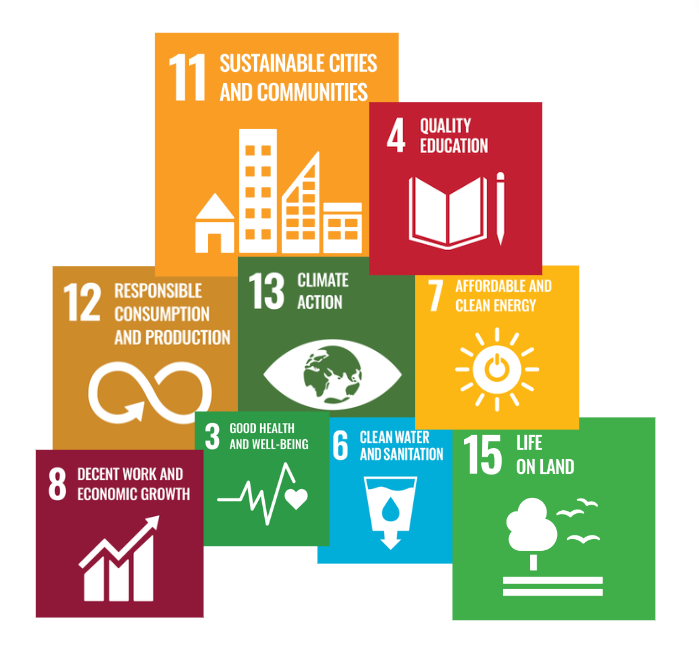 11 SUSTAINABLE CITIES
AND COMMUNITIES
4 QUALITY
EDUCATION
12 RESPONSIBLE
CONSUMPTION
AND PRODUCTION
13 CLIMATE
ACTION
7 AFFORDABLE AND
CLEAN ENERGY
3 GOOD HEALTH
AND WELL-BEING
6 CLEAN WATER
AND SANITATION
15 LIFE
ON LAND
8 DECENT WORK AND
ECONOMIC GROWTH